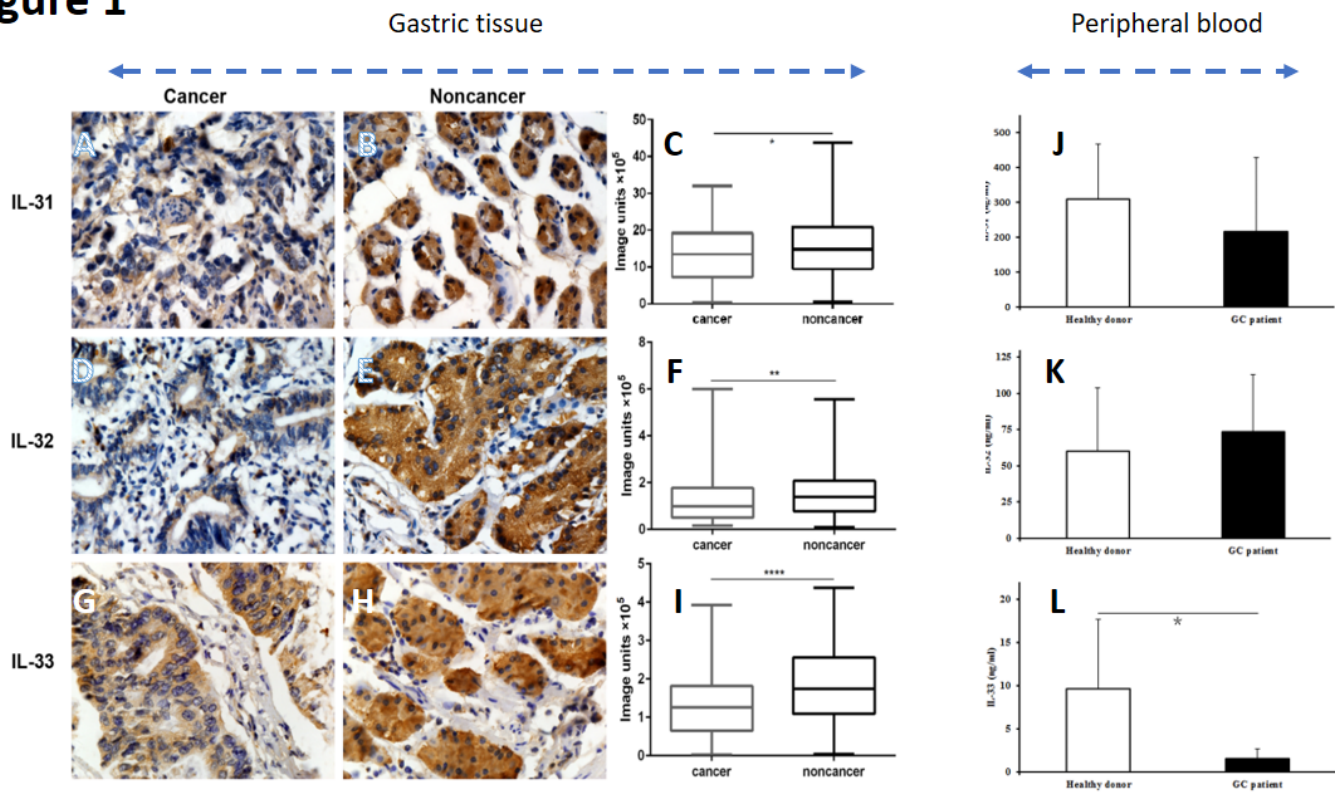 gure 1
Gastric tissue
Peripheral blood
Cancer
Noncancer
IL-31
A
B
C
Image units ×10⁵
50
40
30
20
10
0
*
cancer
noncancer
J
500
400
300
200
100
0
Healthy donor
GC patient
IL-32
D
E
F
Image units ×10⁵
8
6
4
2
0
**
cancer
noncancer
K
IL-32 (ng/ml)
125
100
75
50
25
0
Healthy donor
GC patient
IL-33
G
H
I
Image units ×10⁵
5
4
3
2
1
0
****
cancer
noncancer
L
IL-33 (ng/ml)
20
15
10
5
0
*
Healthy donor
GC patient